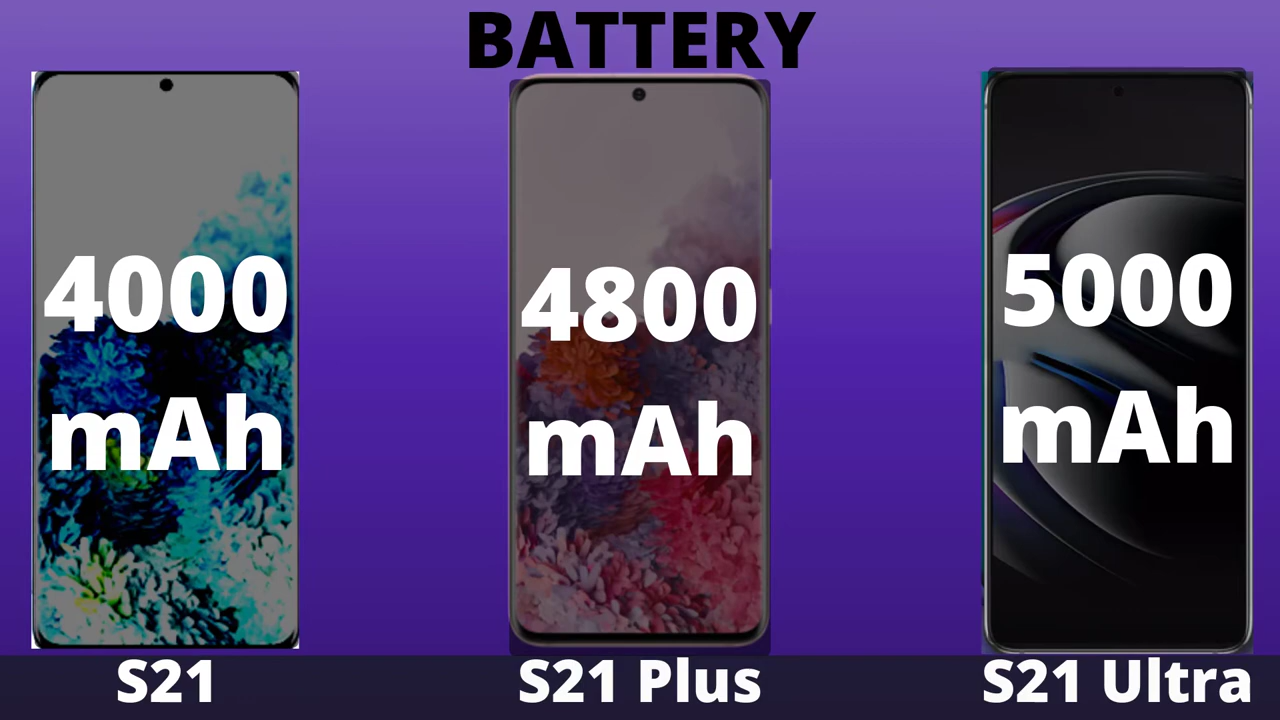 BATTERY
4000
mAh
4800
mAh
5000
mAh
S21
S21 Plus
S21 Ultra